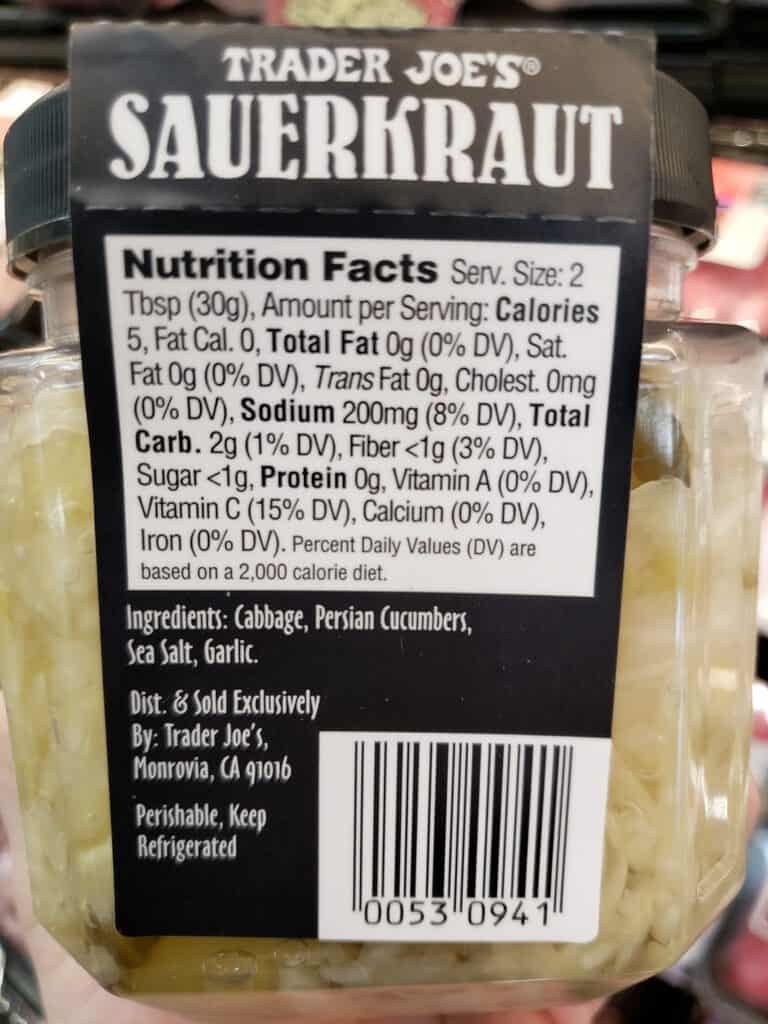 TRADER JOE'S®
SAUERKRAUT
Nutrition Facts Serv. Size: 2
Tbsp (30g), Amount per Serving: Calories
5, Fat Cal. 0, Total Fat 0g (0% DV), Sat.
Fat 0g (0% DV), Trans Fat 0g, Cholest. 0mg
(0% DV), Sodium 200mg (8% DV), Total
Carb. 2g (1% DV), Fiber <1g (3% DV),
Sugar <1g, Protein 0g, Vitamin A (0% DV),
Vitamin C (15% DV), Calcium (0% DV),
Iron (0% DV). Percent Daily Values (DV) are
based on a 2,000 calorie diet.
Ingredients: Cabbage, Persian Cucumbers,
Sea Salt, Garlic.
Dist. & Sold Exclusively
By: Trader Joe's,
Monrovia, CA 91016
Perishable, Keep
Refrigerated
0053 0941